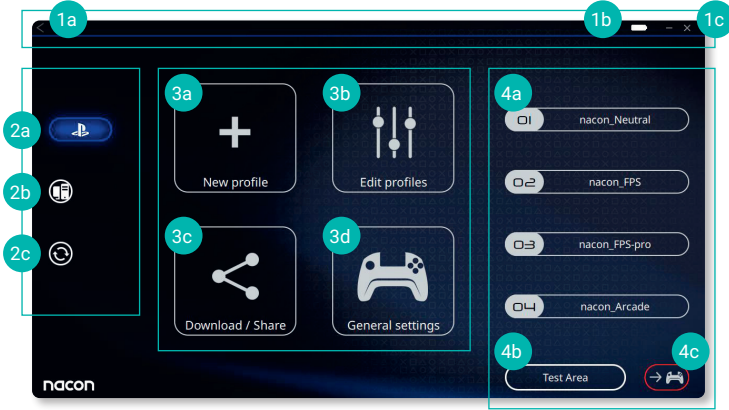 1a
1b
1c
2a
2b
2c
3a
New profile
3b
Edit profiles
3c
Download / Share
3d
General settings
4a
01 nacon_Neutral
02 nacon_FPS
03 nacon_FPS-pro
04 nacon_Arcade
4b
Test Area
4c
nacon